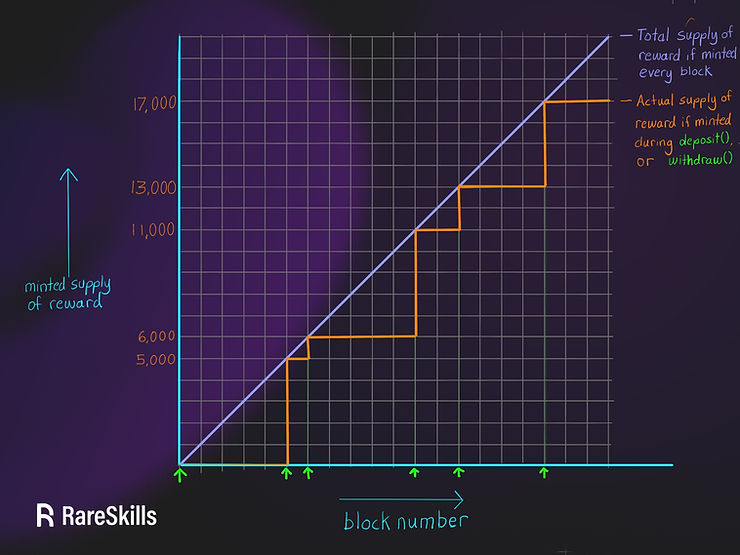 Total supply of
reward if minted
every block
17,000
Actual supply of
reward if minted
during deposit(),
or withdraw()
13,000
11,000
minted supply
of reward
6,000
5,000
RareSkills
block number